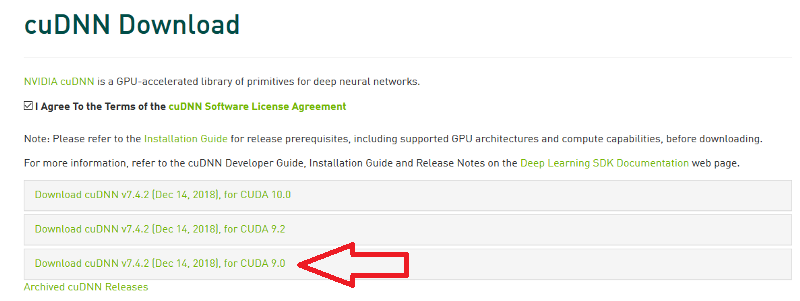 cuDNN Download
NVIDIA cuDNN is a GPU-accelerated library of primitives for deep neural networks.
I Agree To the Terms of the cuDNN Software License Agreement
Note: Please refer to the Installation Guide for release prerequisites, including supported GPU architectures and compute capabilities, before downloading.
For more information, refer to the cuDNN Developer Guide, Installation Guide and Release Notes on the Deep Learning SDK Documentation web page.
Download cuDNN v7.4.2 (Dec 14, 2018), for CUDA 10.0
Download cuDNN v7.4.2 (Dec 14, 2018), for CUDA 9.2
Download cuDNN v7.4.2 (Dec 14, 2018), for CUDA 9.0
Archived cuDNN Releases